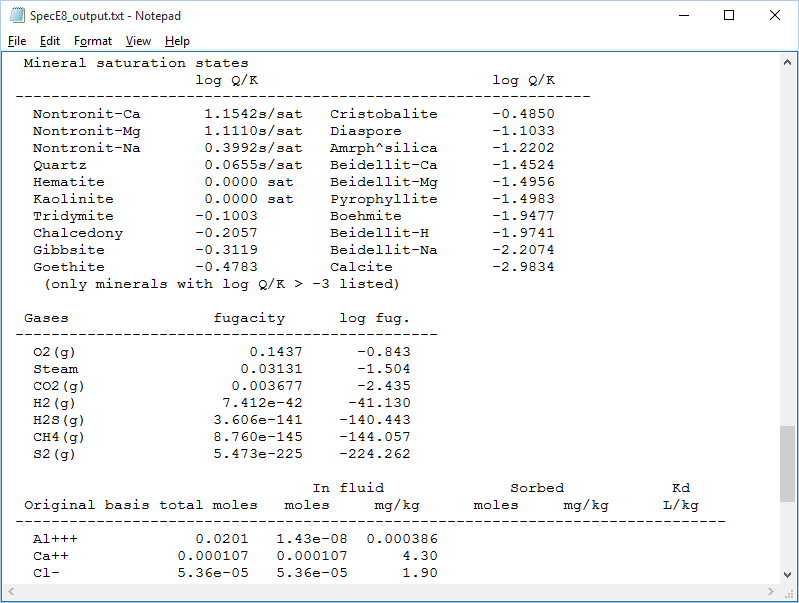 SpecE8_output.txt - Notepad
File Edit Format View Help
Mineral saturation states
log Q/K log Q/K
----------------------------------------------------------------
Nontronit-Ca 1.1542s/sat Cristobalite -0.4850
Nontronit-Mg 1.1110s/sat Diaspore -1.1033
Nontronit-Na 0.3992s/sat Amrph^silica -1.2202
Quartz 0.0655s/sat Beidellit-Ca -1.4524
Hematite 0.0000 sat Beidellit-Mg -1.4956
Kaolinite 0.0000 sat Pyrophyllite -1.4983
Tridymite -0.1003 Boehmite -1.9477
Chalcedony -0.2057 Beidellit-H -1.9741
Gibbsite -0.3119 Beidellit-Na -2.2074
Goethite -0.4783 Calcite -2.9834
(only minerals with log Q/K > -3 listed)
Gases fugacity log fug.
-----------------------------------------------
O2(g) 0.1437 -0.843
Steam 0.03131 -1.504
CO2(g) 0.003677 -2.435
H2(g) 7.412e-42 -41.130
H2S(g) 3.606e-141 -140.443
CH4(g) 8.760e-145 -144.057
S2(g) 5.473e-225 -224.262
In fluid Sorbed Kd
Original basis total moles moles mg/kg moles mg/kg L/kg
-------------------------------------------------------------------------------
Al+++ 0.0201 1.43e-08 0.000386
Ca++ 0.000107 0.000107 4.30
Cl- 5.36e-05 5.36e-05 1.90